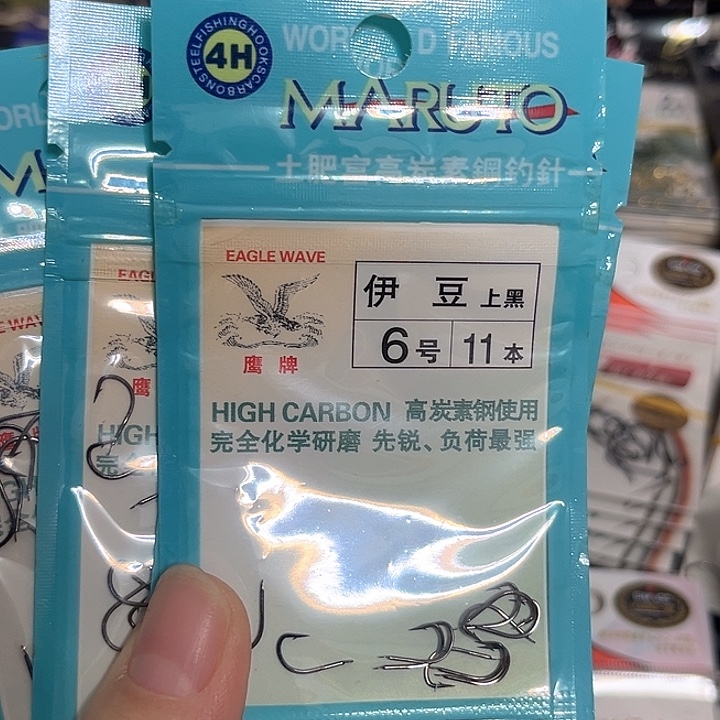 4H
STEELFISHINGHOOKSCARBON
WORLD FAMOUS
MARUTO
土肥富高炭素鋼釣針
EAGLE WAVE
鹰牌
伊豆 上黑
6号 11本
HIGH CARBON 高炭素钢使用
完全化学研磨 先锐、负荷最强